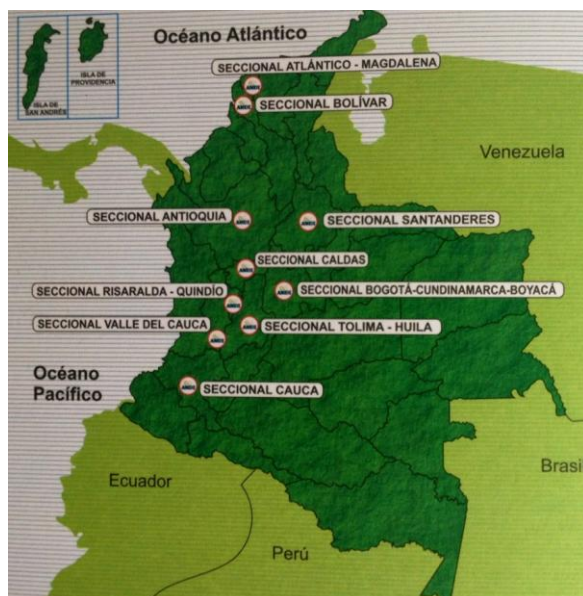 Océano Atlántico
ISLA DE
SAN ANDRÉS
ISLA DE
PROVIDENCIA
SECCIONAL ATLÁNTICO - MAGDALENA
SECCIONAL BOLÍVAR
Venezuela
SECCIONAL ANTIOQUIA
SECCIONAL SANTANDERES
SECCIONAL CALDAS
SECCIONAL RISARALDA - QUINDÍO
SECCIONAL BOGOTÁ-CUNDINAMARCA-BOYACÁ
SECCIONAL VALLE DEL CAUCA
SECCIONAL TOLIMA - HUILA
Océano
Pacífico
SECCIONAL CAUCA
Ecuador
Brasi
Perú